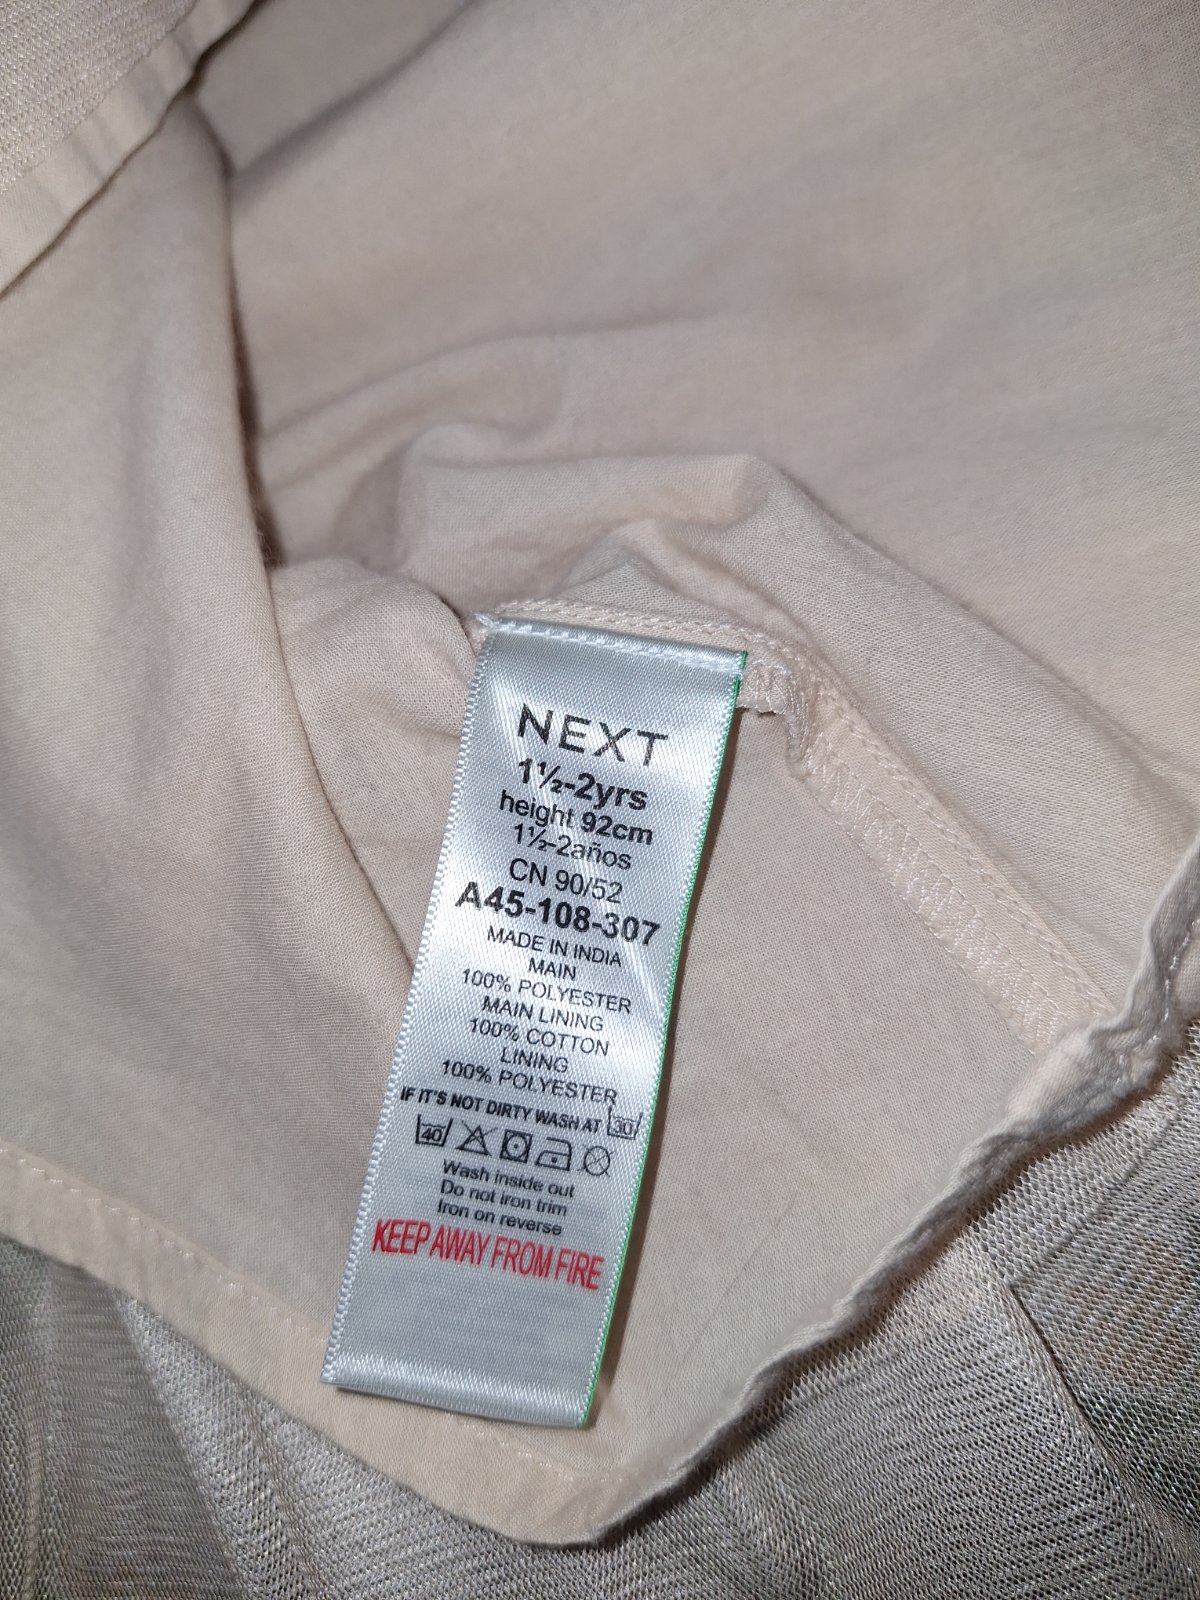 NEXT
1½-2yrs
height 92cm
1½-2años
CN 90/52
A45-108-307
MADE IN INDIA
MAIN
100% POLYESTER
MAIN LINING
100% COTTON
LINING
100% POLYESTER
IF IT'S NOT DIRTY WASH AT 30
40
Wash inside out
Do not iron trim
Iron on reverse
KEEP AWAY FROM FIRE